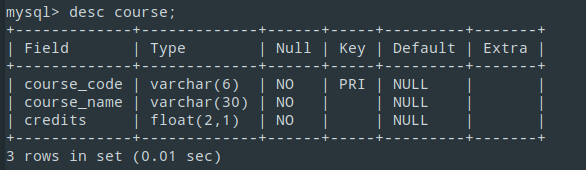 mysql> desc course;
+-------------+-------------+------+-----+---------+-------+
| Field       | Type        | Null | Key | Default | Extra |
+-------------+-------------+------+-----+---------+-------+
| course_code | varchar(6)  | NO   | PRI | NULL    |       |
| course_name | varchar(30) | NO   |     | NULL    |       |
| credits     | float(2,1)  | NO   |     | NULL    |       |
+-------------+-------------+------+-----+---------+-------+
3 rows in set (0.01 sec)